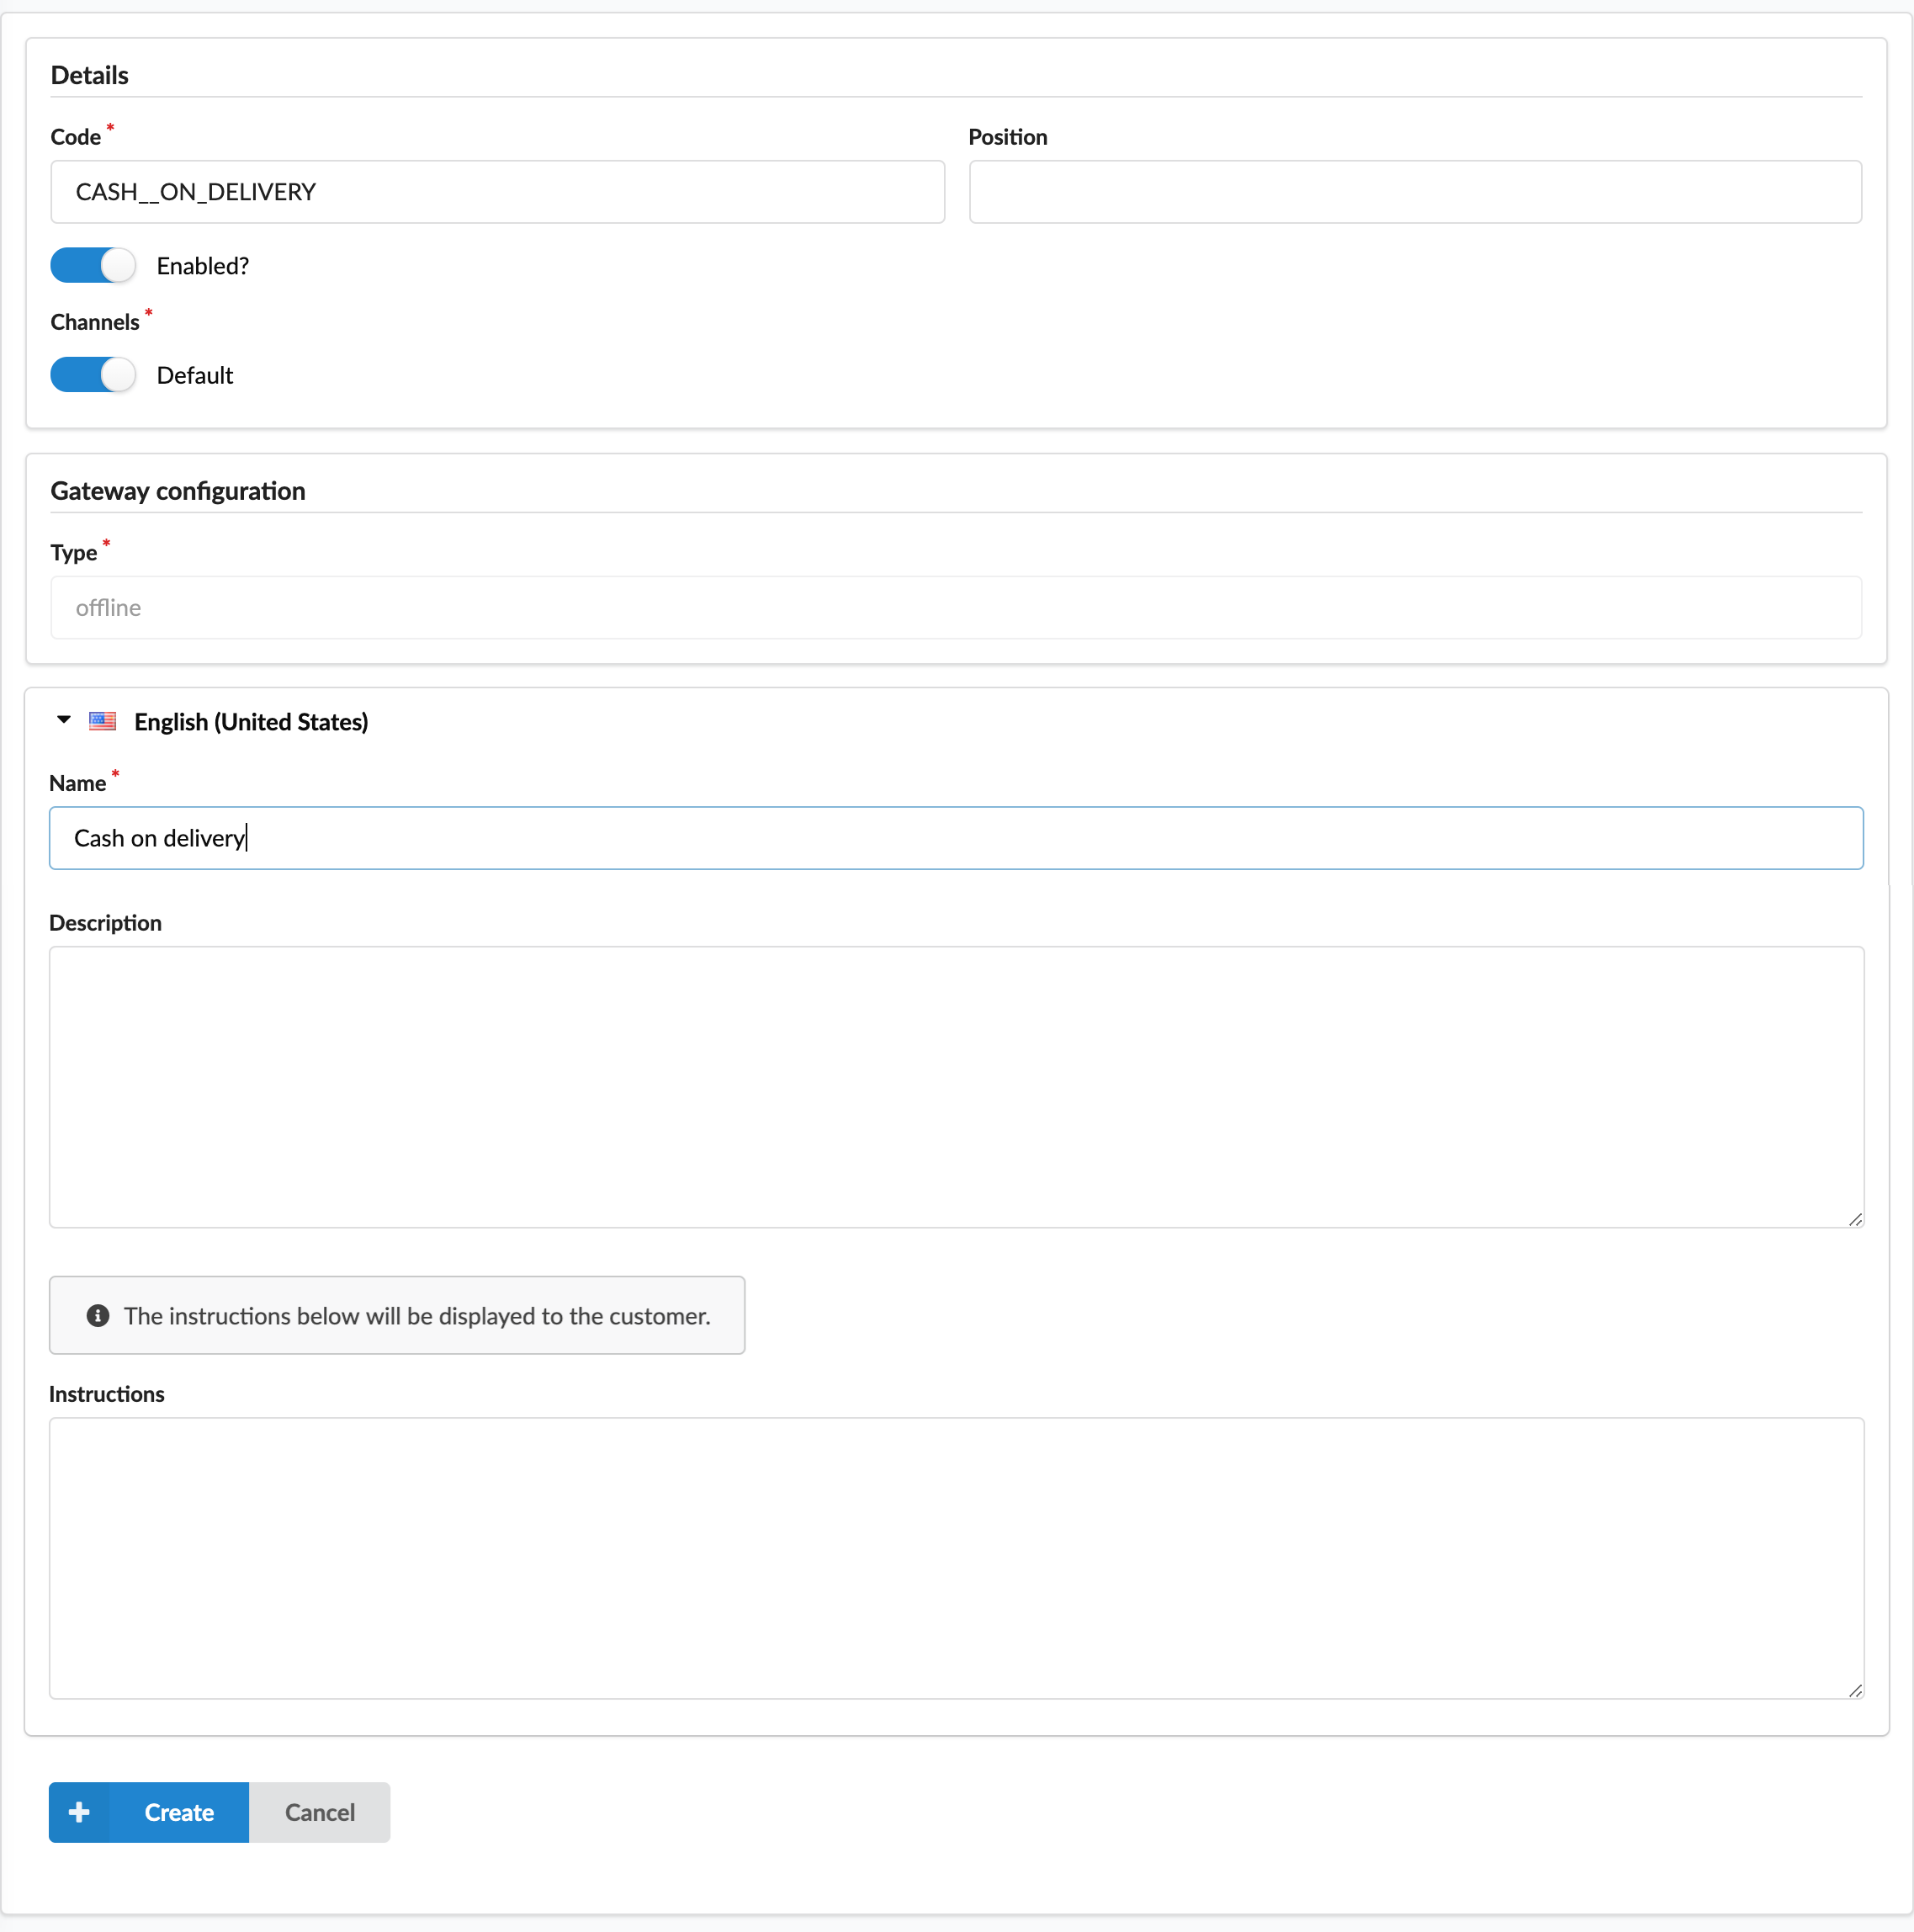 Details
Code *
Position
CASH__ON_DELIVERY
Enabled?
Channels *
Default
Gateway configuration
Type *
offline
English (United States)
Name *
Cash on delivery
Description
The instructions below will be displayed to the customer.
Instructions
Create
Cancel